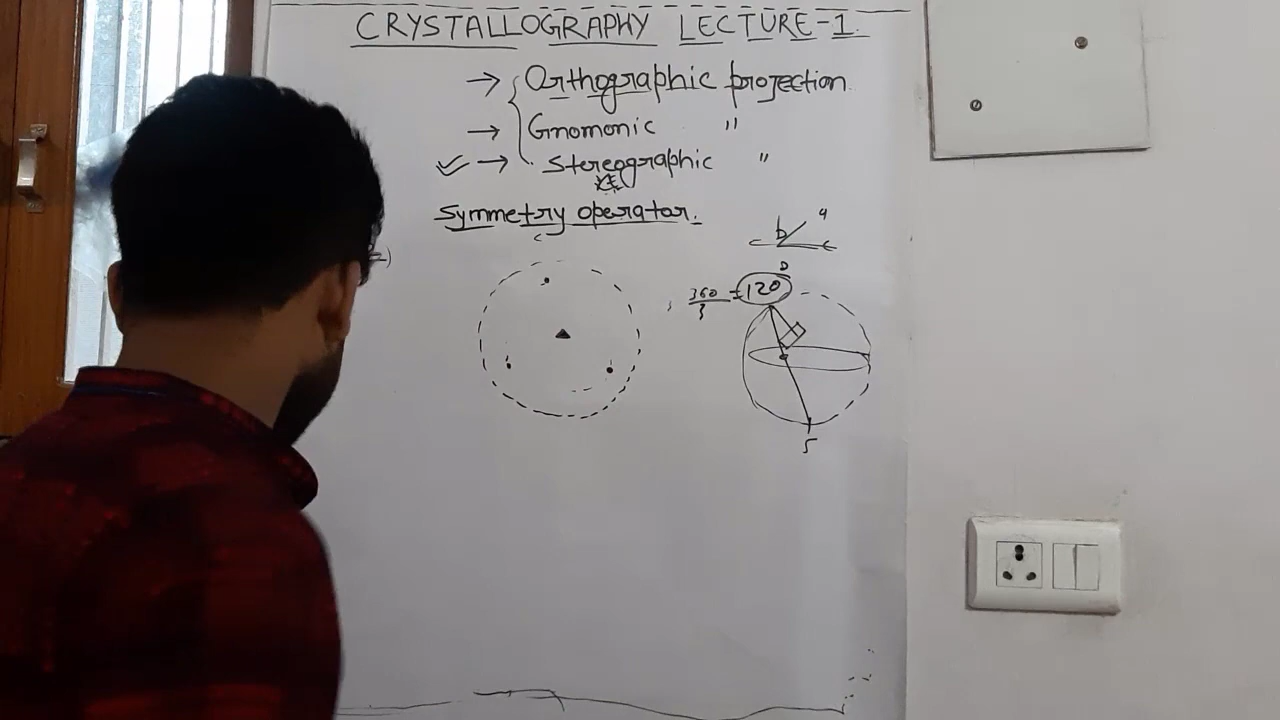 CRYSTALLOGRAPHY LECTURE-1.
→ Orthographic projection
→ Gnomonic "
✓ → Stereographic "
Symmetry operator.
360/3 = 120
S